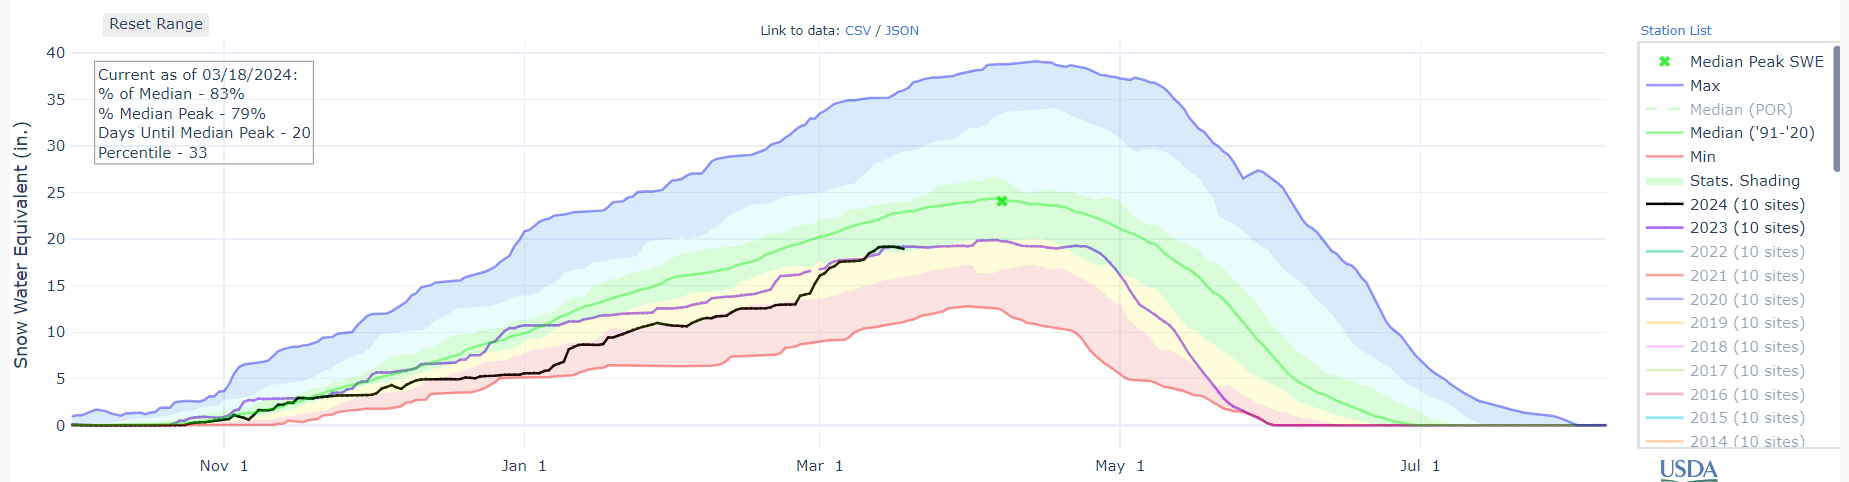 Reset Range
Link to data: CSV / JSON
Station List
Snow Water Equivalent (in.)
40
35
30
25
20
15
10
5
0
Current as of 03/18/2024:
% of Median - 83%
% Median Peak - 79%
Days Until Median Peak - 20
Percentile - 33
Nov 1
Jan 1
Mar 1
May 1
Jul 1
Median Peak SWE
Max
Median (POR)
Median ('91-'20)
Min
Stats. Shading
2024 (10 sites)
2023 (10 sites)
2022 (10 sites)
2021 (10 sites)
2020 (10 sites)
2019 (10 sites)
2018 (10 sites)
2017 (10 sites)
2016 (10 sites)
2015 (10 sites)
2014 (10 sites)
USDA